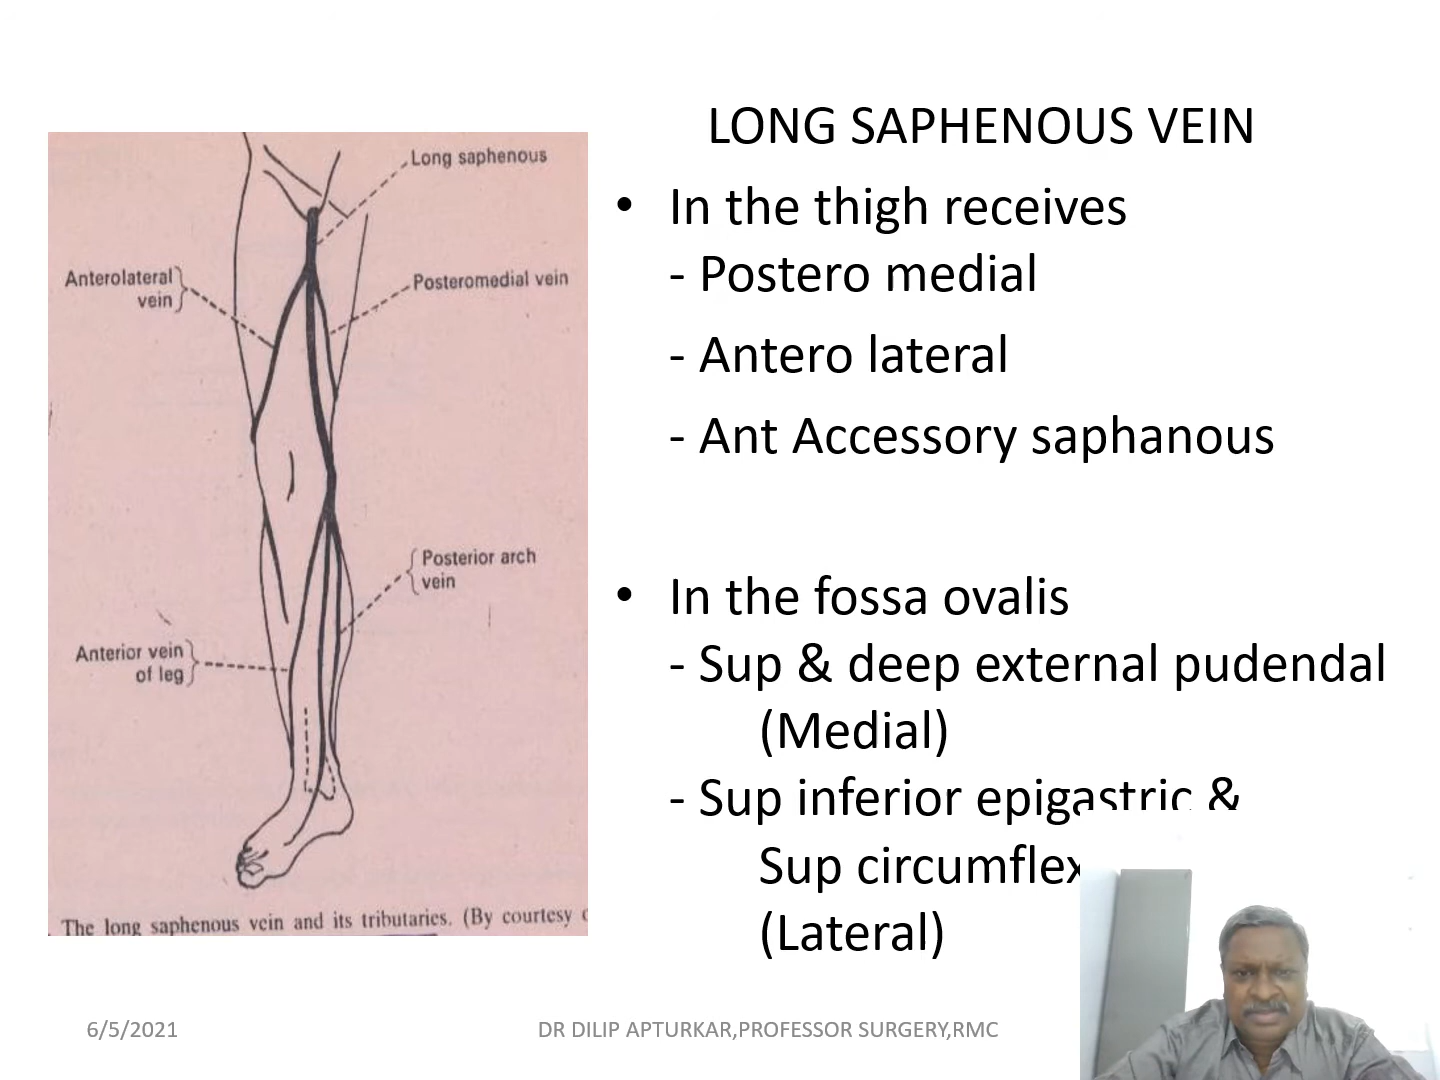 LONG SAPHENOUS VEIN
Long saphenous
Anterolateral
vein
Posteromedial vein
Posterior arch
vein
Anterior vein
of leg
The long saphenous vein and its tributaries. (By courtesy
• In the thigh receives
- Postero medial
- Antero lateral
- Ant Accessory saphanous
• In the fossa ovalis
- Sup & deep external pudendal
(Medial)
- Sup inferior epigastric &
Sup circumflex
(Lateral)
6/5/2021
DR DILIP APTURKAR,PROFESSOR SURGERY,RMC